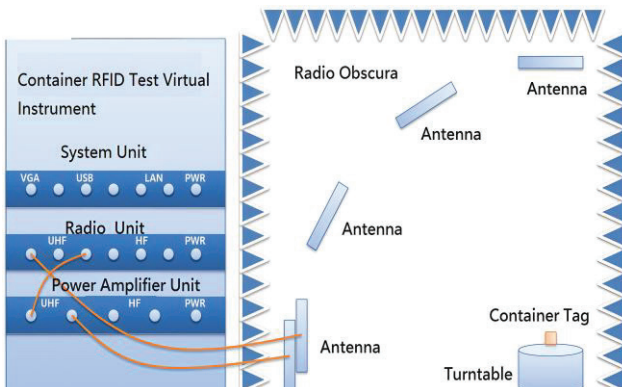 Container RFID Test Virtual
Instrument
System Unit
VGA USB LAN PWR
Radio Unit
UHF HF PWR
Power Amplifier Unit
UHF HF PWR
Radio Obscura
Antenna
Antenna
Antenna
Antenna
Container Tag
Turntable